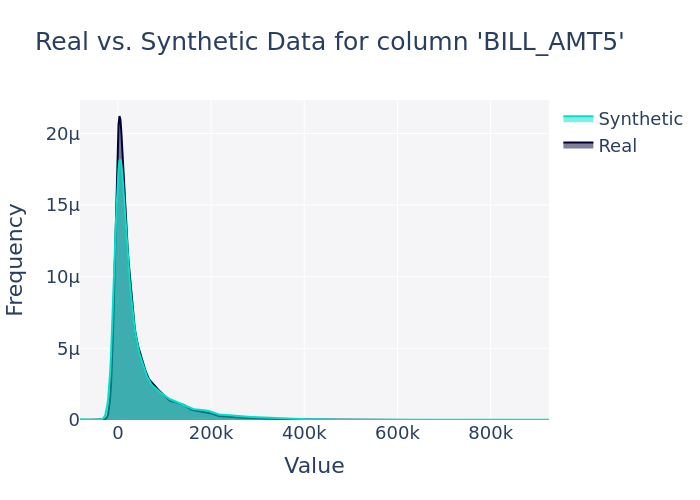 Real vs. Synthetic Data for column 'BILL_AMT5'
Synthetic
Real
Frequency
20μ
15μ
10μ
5μ
0
0
200k
400k
600k
800k
Value